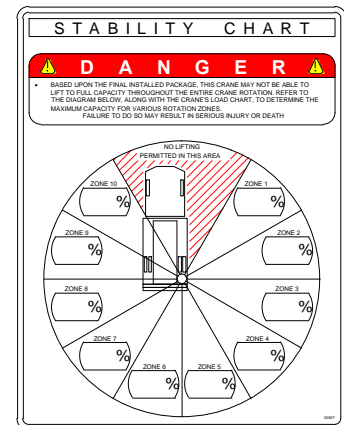 STABILITY CHART
DANGER
• BASED UPON THE FINAL INSTALLED PACKAGE, THIS CRANE MAY NOT BE ABLE TO
LIFT TO FULL CAPACITY THROUGHOUT THE ENTIRE CRANE ROTATION. REFER TO
THE DIAGRAM BELOW, ALONG WITH THE CRANE'S LOAD CHART, TO DETERMINE THE
MAXIMUM CAPACITY FOR VARIOUS ROTATION ZONES.
FAILURE TO DO SO MAY RESULT IN SERIOUS INJURY OR DEATH
NO LIFTING
PERMITTED IN THIS AREA
ZONE 10
%
ZONE 1
%
ZONE 9
%
ZONE 2
%
ZONE 8
%
ZONE 3
%
ZONE 7
%
ZONE 4
%
ZONE 6
%
ZONE 5
%